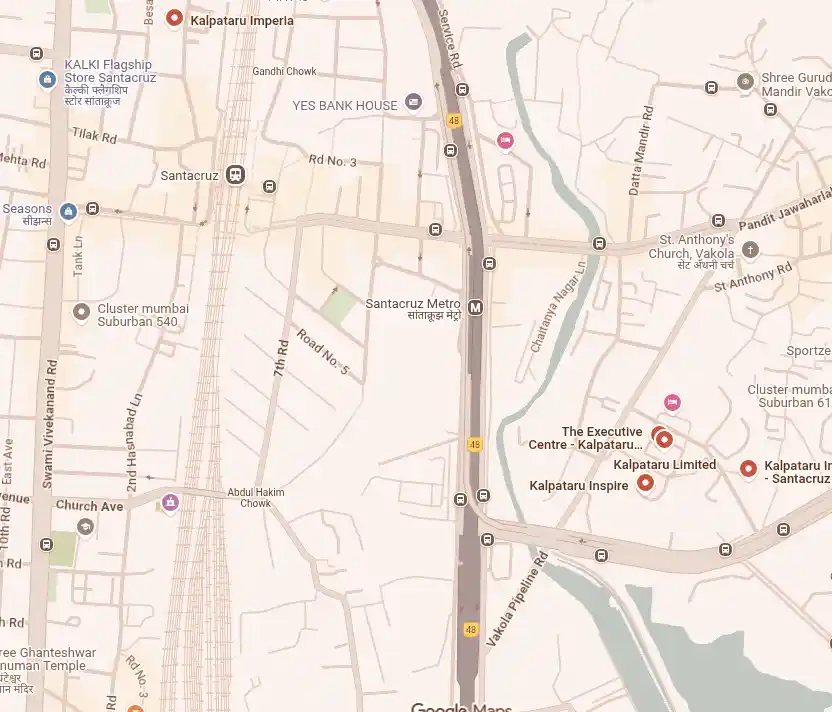 Besa
Kalpataru Imperia
Service Rd
KALKI Flagship
Store Santacruz
कल्की फ्लॅगशिप
स्टोर सांताक्रूज
Gandhi Chowk
YES BANK HOUSE
48
Shree Gurud
Mandir Vako
Tilak Rd
Mehta Rd
Rd No. 3
Datta Mandir Rd
Santacruz
Seasons
सीझन्स
Pandit Jawaharlal
Tank Ln
St. Anthony's
Church, Vakola
सेंट अँथनी चर्च
St Anthony Rd
Chaitanya Nagar Ln
Cluster mumbai
Suburban 540
Santacruz Metro
सांताक्रूझ मेट्रो
M
7th Rd
Road No. 5
Sportze
Swami Vivekanand Rd
2nd Hasnabad Ln
Cluster mumba
Suburban 61
East Ave
The Executive
Centre - Kalpataru...
48
Kalpataru Limited
Kalpataru Inspire
Kalpataru In
- Santacruz
venue
Church Ave
Abdul Hakim
Chowk
10th Rd
Rd
Vakola Pipeline Rd
h Rd
48
ree Ghanteshwar
numan Temple
मान मंदिर
Rd No. 3
Rd
Google Maps